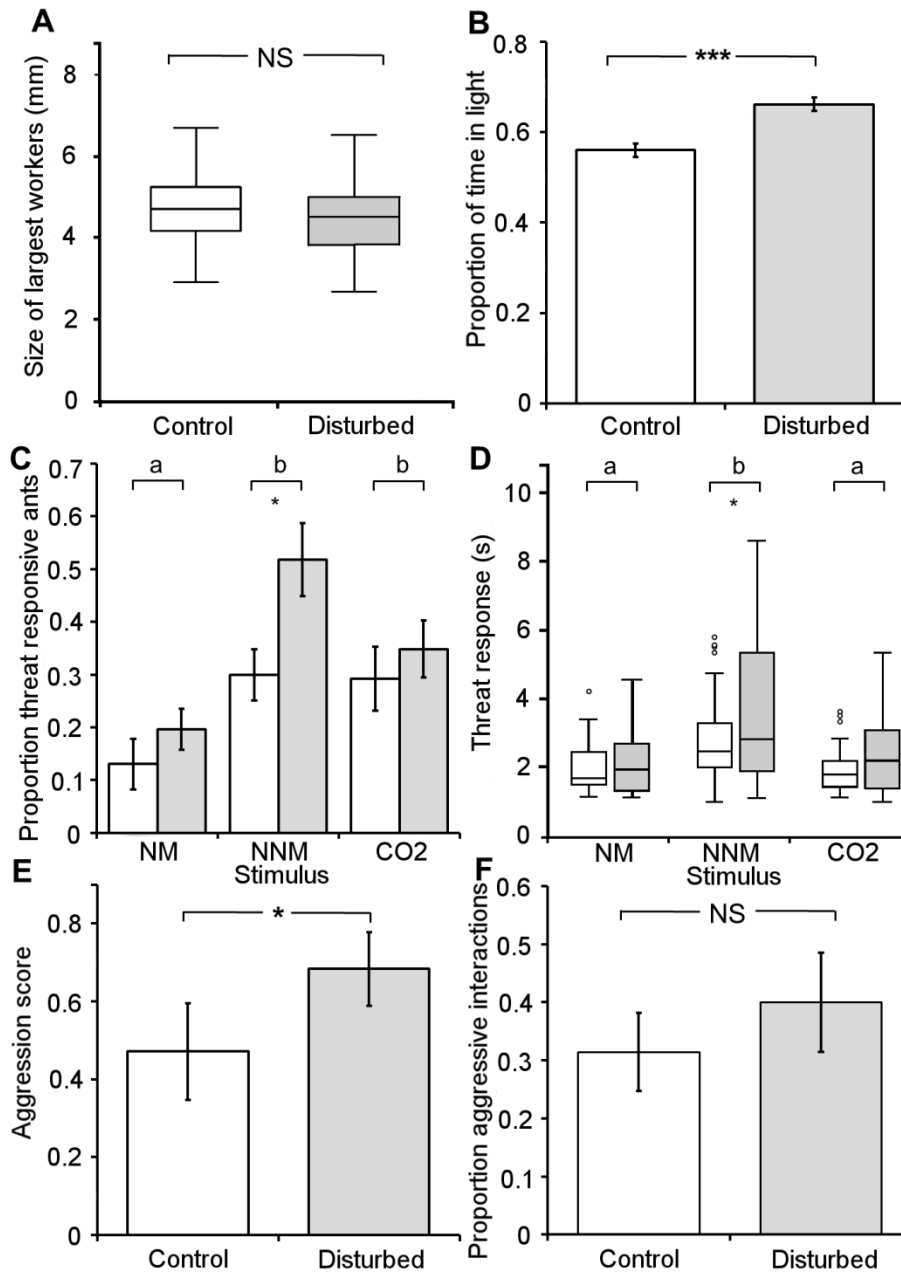 A
Size of largest workers (mm)
8
6
4
2
0
NS
Control Disturbed
B
Proportion of time in light
0.8
0.6
0.4
0.2
0
***
Control Disturbed
C
Proportion threat responsive ants
0.7
0.6
0.5
0.4
0.3
0.2
0.1
0
a b b
*
NM NNM CO2
Stimulus
D
Threat response (s)
10
8
6
4
2
0
a b a
*
NM NNM CO2
Stimulus
E
Aggression score
0.8
0.6
0.4
0.2
0
*
Control Disturbed
F
Proportion aggressive interactions
0.6
0.5
0.4
0.3
0.2
0.1
0
NS
Control Disturbed